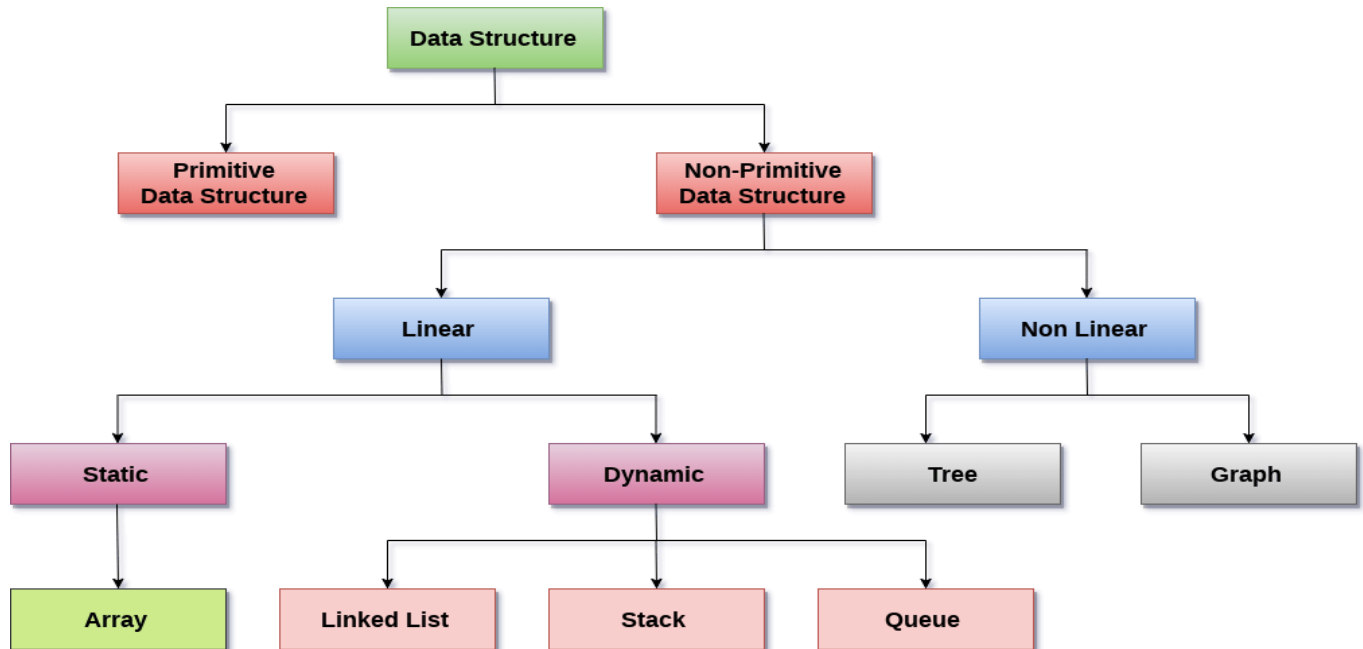 Data Structure
Primitive
Data Structure
Non-Primitive
Data Structure
Linear
Non Linear
Static
Dynamic
Tree
Graph
Array
Linked List
Stack
Queue